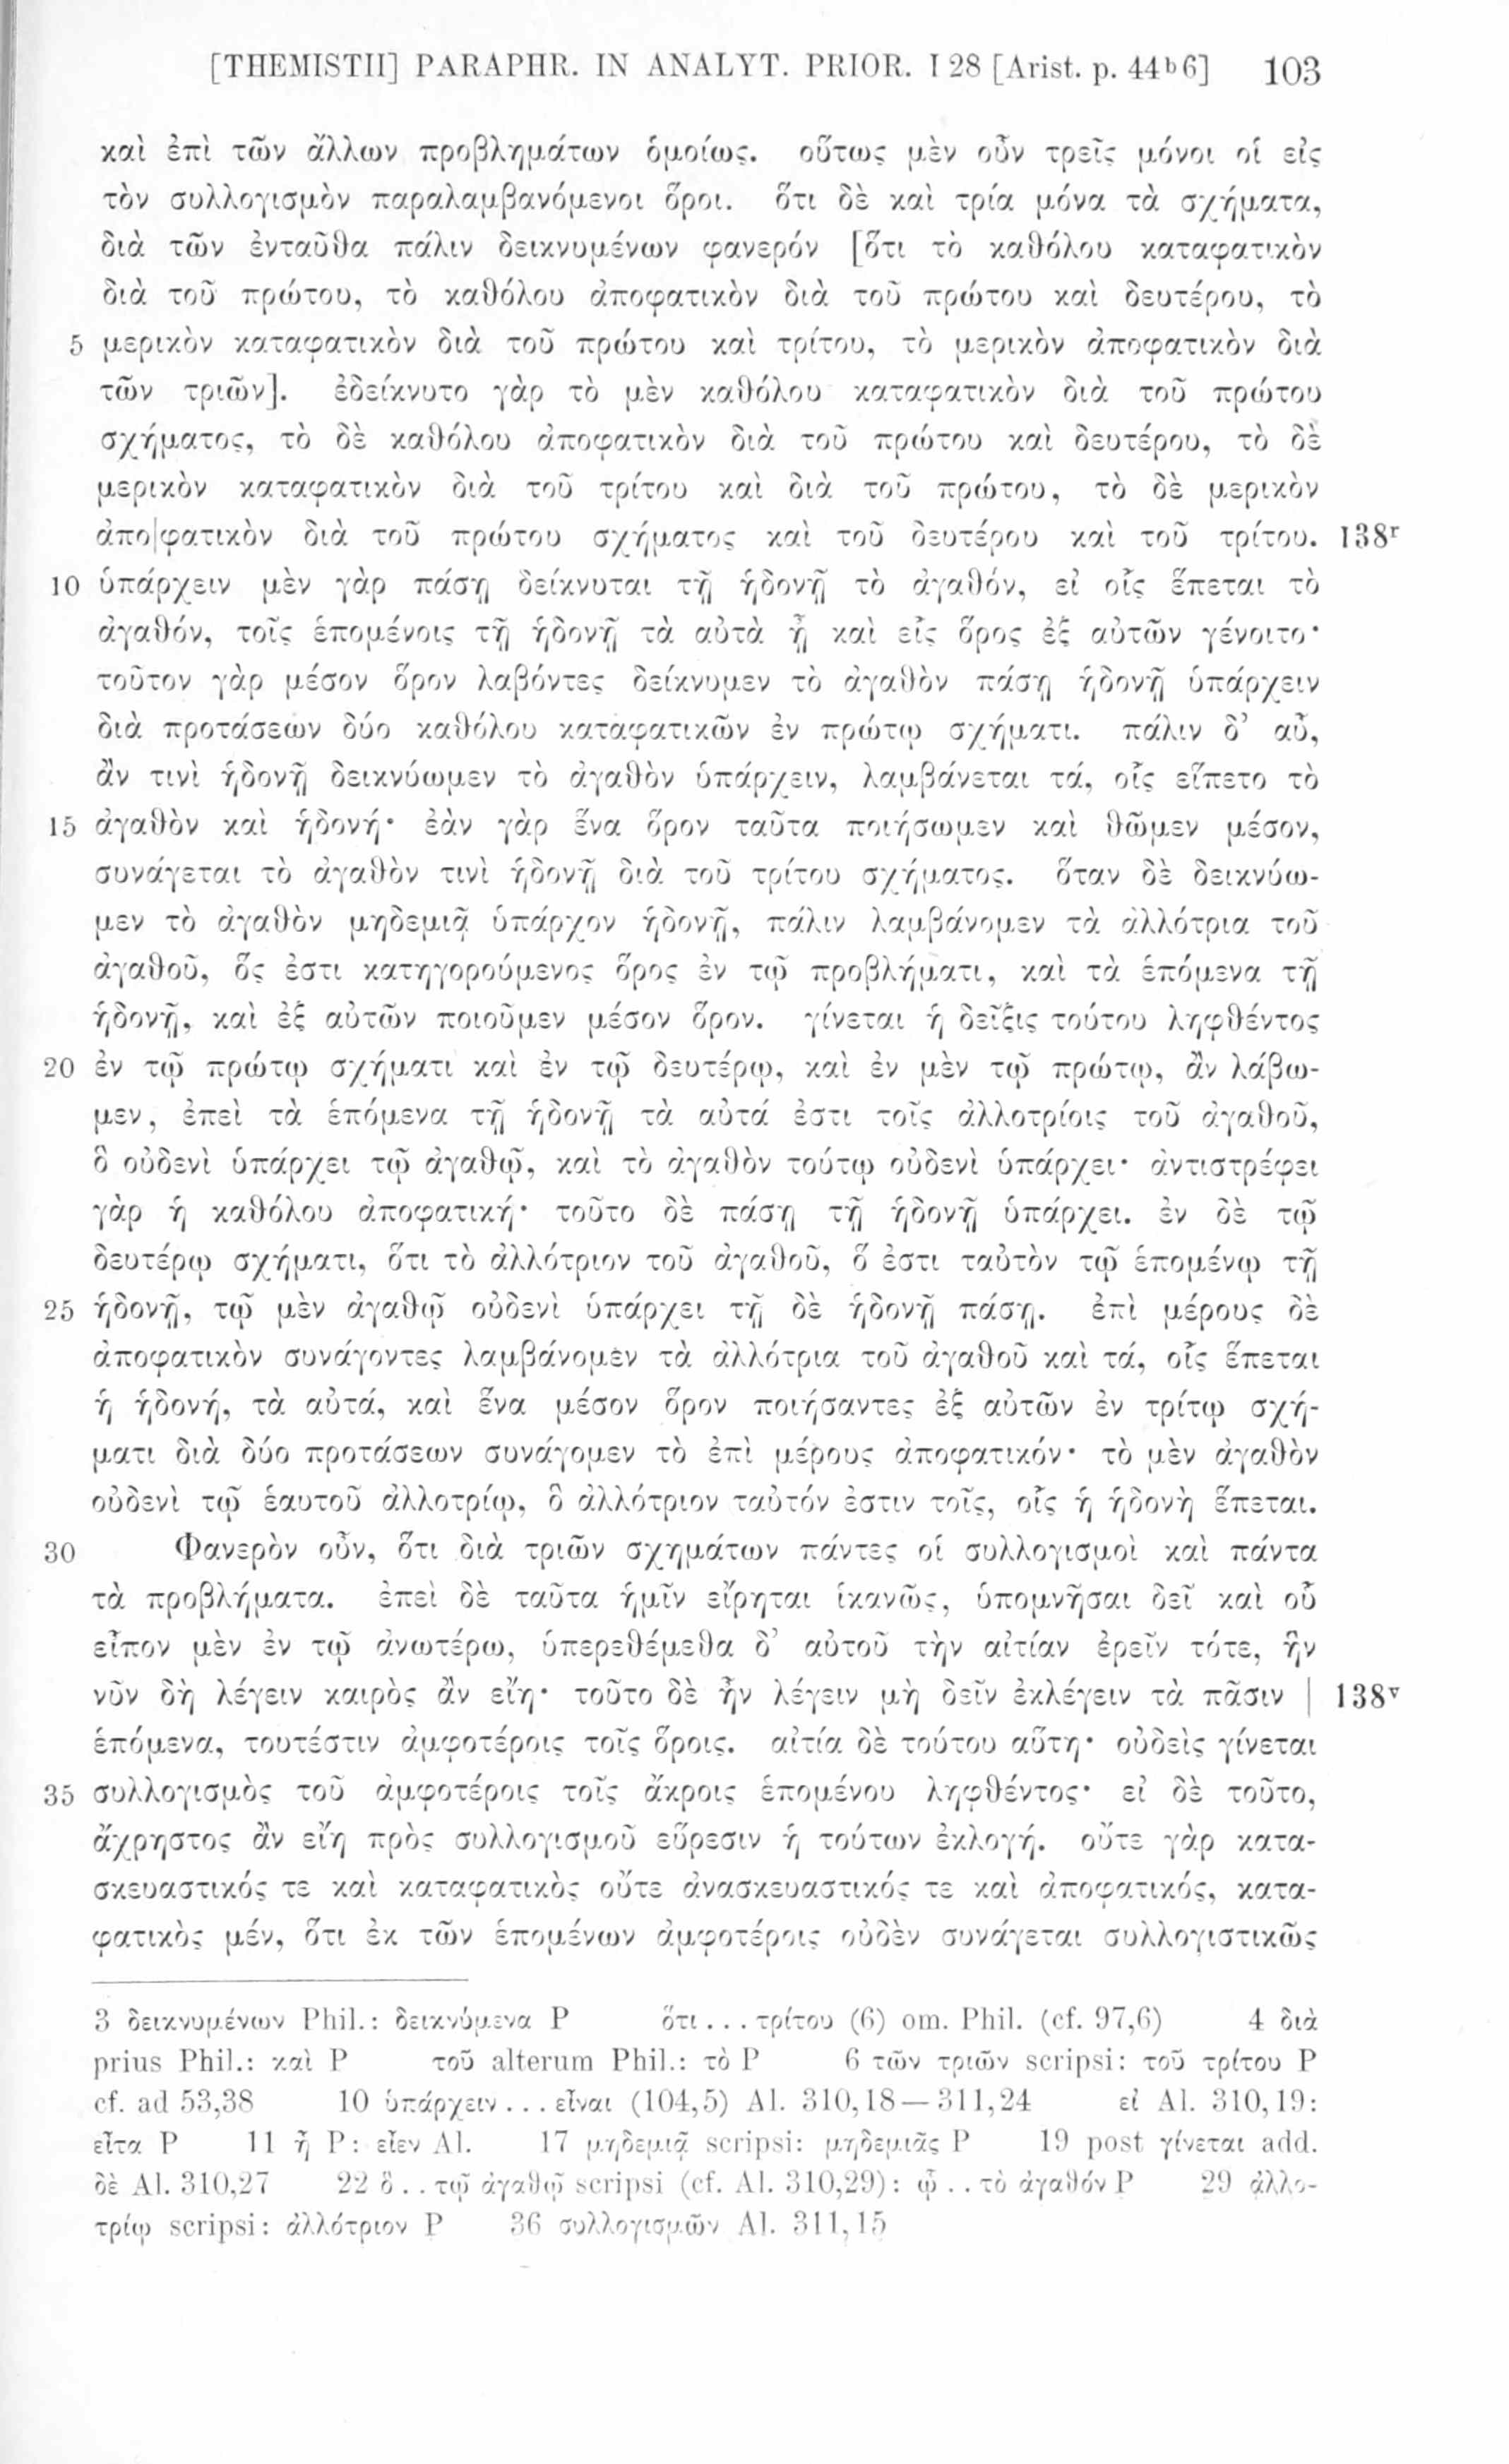 [THEMISTII] PARAPHR. IN ANALYT. PRIOR. I 28 [Arist. p. 44ᵇ6] 103
καὶ ἐπὶ τῶν ἄλλων προβλημάτων ὁμοίως. οὕτως μὲν οὖν τρεῖς μόνοι οἱ εἰς
τὸν συλλογισμὸν παραλαμβανόμενοι ὅροι. ὅτι δὲ καὶ τρία μόνα τὰ σχήματα,
διὰ τῶν ἐνταῦθα πάλιν δεικνυμένων φανερόν [ὅτι τὸ καθόλου καταφατικὸν
διὰ τοῦ πρώτου, τὸ καθόλου ἀποφατικὸν διὰ τοῦ πρώτου καὶ δευτέρου, τὸ
5 μερικὸν καταφατικὸν διὰ τοῦ πρώτου καὶ τρίτου, τὸ μερικὸν ἀποφατικὸν διὰ
τῶν τριῶν]. ἐδείκνυτο γὰρ τὸ μὲν καθόλου καταφατικὸν διὰ τοῦ πρώτου
σχήματος, τὸ δὲ καθόλου ἀποφατικὸν διὰ τοῦ πρώτου καὶ δευτέρου, τὸ δὲ
μερικὸν καταφατικὸν διὰ τοῦ τρίτου καὶ διὰ τοῦ πρώτου, τὸ δὲ μερικὸν
ἀπο|φατικὸν διὰ τοῦ πρώτου σχήματος καὶ τοῦ δευτέρου καὶ τοῦ τρίτου. 138ʳ
10 ὑπάρχειν μὲν γὰρ πάσῃ δείκνυται τῇ ἡδονῇ τὸ ἀγαθόν, εἰ οἷς ἕπεται τὸ
ἀγαθόν, τοῖς ἑπομένοις τῇ ἡδονῇ τὰ αὐτὰ ᾖ καὶ εἷς ὅρος ἐξ αὐτῶν γένοιτο·
τοῦτον γὰρ μέσον ὅρον λαβόντες δείκνυμεν τὸ ἀγαθὸν πάσῃ ἡδονῇ ὑπάρχειν
διὰ προτάσεων δύο καθόλου καταφατικῶν ἐν πρώτῳ σχήματι. πάλιν δ’ αὖ,
ἂν τινὶ ἡδονῇ δεικνύωμεν τὸ ἀγαθὸν ὑπάρχειν, λαμβάνεται τά, οἷς εἵπετο τὸ
15 ἀγαθὸν καὶ ἡδονή· ἐὰν γὰρ ἕνα ὅρον ταῦτα ποιήσωμεν καὶ θῶμεν μέσον,
συνάγεται τὸ ἀγαθὸν τινὶ ἡδονῇ διὰ τοῦ τρίτου σχήματος. ὅταν δὲ δεικνύω-
μεν τὸ ἀγαθὸν μηδεμιᾷ ὑπάρχον ἡδονῇ, πάλιν λαμβάνομεν τὰ ἀλλότρια τοῦ
ἀγαθοῦ, ὅς ἐστι κατηγορούμενος ὅρος ἐν τῷ προβλήματι, καὶ τὰ ἑπόμενα τῇ
ἡδονῇ, καὶ ἐξ αὐτῶν ποιοῦμεν μέσον ὅρον. γίνεται ἡ δεῖξις τούτου ληφθέντος
20 ἐν τῷ πρώτῳ σχήματι καὶ ἐν τῷ δευτέρῳ, καὶ ἐν μὲν τῷ πρώτῳ, ἂν λάβω-
μεν, ἐπεὶ τὰ ἑπόμενα τῇ ἡδονῇ τὰ αὐτά ἐστι τοῖς ἀλλοτρίοις τοῦ ἀγαθοῦ,
ὃ οὐδενὶ ὑπάρχει τῷ ἀγαθῷ, καὶ τὸ ἀγαθὸν τούτῳ οὐδενὶ ὑπάρχει· ἀντιστρέφει
γὰρ ἡ καθόλου ἀποφατική· τοῦτο δὲ πάσῃ τῇ ἡδονῇ ὑπάρχει. ἐν δὲ τῷ
δευτέρῳ σχήματι, ὅτι τὸ ἀλλότριον τοῦ ἀγαθοῦ, ὅ ἐστι ταὐτὸν τῷ ἑπομένῳ τῇ
25 ἡδονῇ, τῷ μὲν ἀγαθῷ οὐδενὶ ὑπάρχει τῇ δὲ ἡδονῇ πάσῃ. ἐπὶ μέρους δὲ
ἀποφατικὸν συνάγοντες λαμβάνομεν τὰ ἀλλότρια τοῦ ἀγαθοῦ καὶ τά, οἷς ἕπεται
ἡ ἡδονή, τὰ αὐτά, καὶ ἕνα μέσον ὅρον ποιήσαντες ἐξ αὐτῶν ἐν τρίτῳ σχή-
ματι διὰ δύο προτάσεων συνάγομεν τὸ ἐπὶ μέρους ἀποφατικόν· τὸ μὲν ἀγαθὸν
οὐδενὶ τῷ ἑαυτοῦ ἀλλοτρίῳ, ὃ ἀλλότριον ταὐτόν ἐστιν τοῖς, οἷς ἡ ἡδονὴ ἕπεται.
30 Φανερὸν οὖν, ὅτι διὰ τριῶν σχημάτων πάντες οἱ συλλογισμοὶ καὶ πάντα
τὰ προβλήματα. ἐπεὶ δὲ ταῦτα ἡμῖν εἴρηται ἱκανῶς, ὑπομνῆσαι δεῖ καὶ οὗ
εἶπον μὲν ἐν τῷ ἀνωτέρω, ὑπερεθέμεθα δ’ αὐτοῦ τὴν αἰτίαν ἐρεῖν τότε, ἣν
νῦν δὴ λέγειν καιρὸς ἂν εἴη· τοῦτο δὲ ἦν λέγειν μὴ δεῖν ἐκλέγειν τὰ πᾶσιν | 138ᵛ
ἑπόμενα, τουτέστιν ἀμφοτέροις τοῖς ὅροις. αἰτία δὲ τούτου αὕτη· οὐδεὶς γίνεται
35 συλλογισμὸς τοῦ ἀμφοτέροις τοῖς ἄκροις ἑπομένου ληφθέντος· εἰ δὲ τοῦτο,
ἄχρηστος ἂν εἴη πρὸς συλλογισμοῦ εὕρεσιν ἡ τούτων ἐκλογή. οὔτε γὰρ κατα-
σκευαστικός τε καὶ καταφατικὸς οὔτε ἀνασκευαστικός τε καὶ ἀποφατικός, κατα-
φατικὸς μέν, ὅτι ἐκ τῶν ἑπομένων ἀμφοτέροις οὐδὲν συνάγεται συλλογιστικῶς
3 δεικνυμένων Phil.: δεικνύμενα P ὅτι . . . τρίτου (6) om. Phil. (cf. 97,6) 4 διὰ
prius Phil.: καὶ P τοῦ alterum Phil.: τὸ P 6 τῶν τριῶν scripsi: τοῦ τρίτου P
cf. ad 53,38 10 ὑπάρχειν . . . εἶναι (104,5) Al. 310,18—311,24 εἰ Al. 310,19:
εἶτα P 11 ᾖ P: εἶεν Al. 17 μηδεμιᾷ scripsi: μηδεμιᾶς P 19 post γίνεται add.
δὲ Al. 310,27 22 ὃ . . τῷ ἀγαθῷ scripsi (cf. Al. 310,29): ᾧ . . τὸ ἀγαθόν P 29 ἀλλο-
τρίῳ scripsi: ἀλλότριον P 36 συλλογισμῶν Al. 311,15